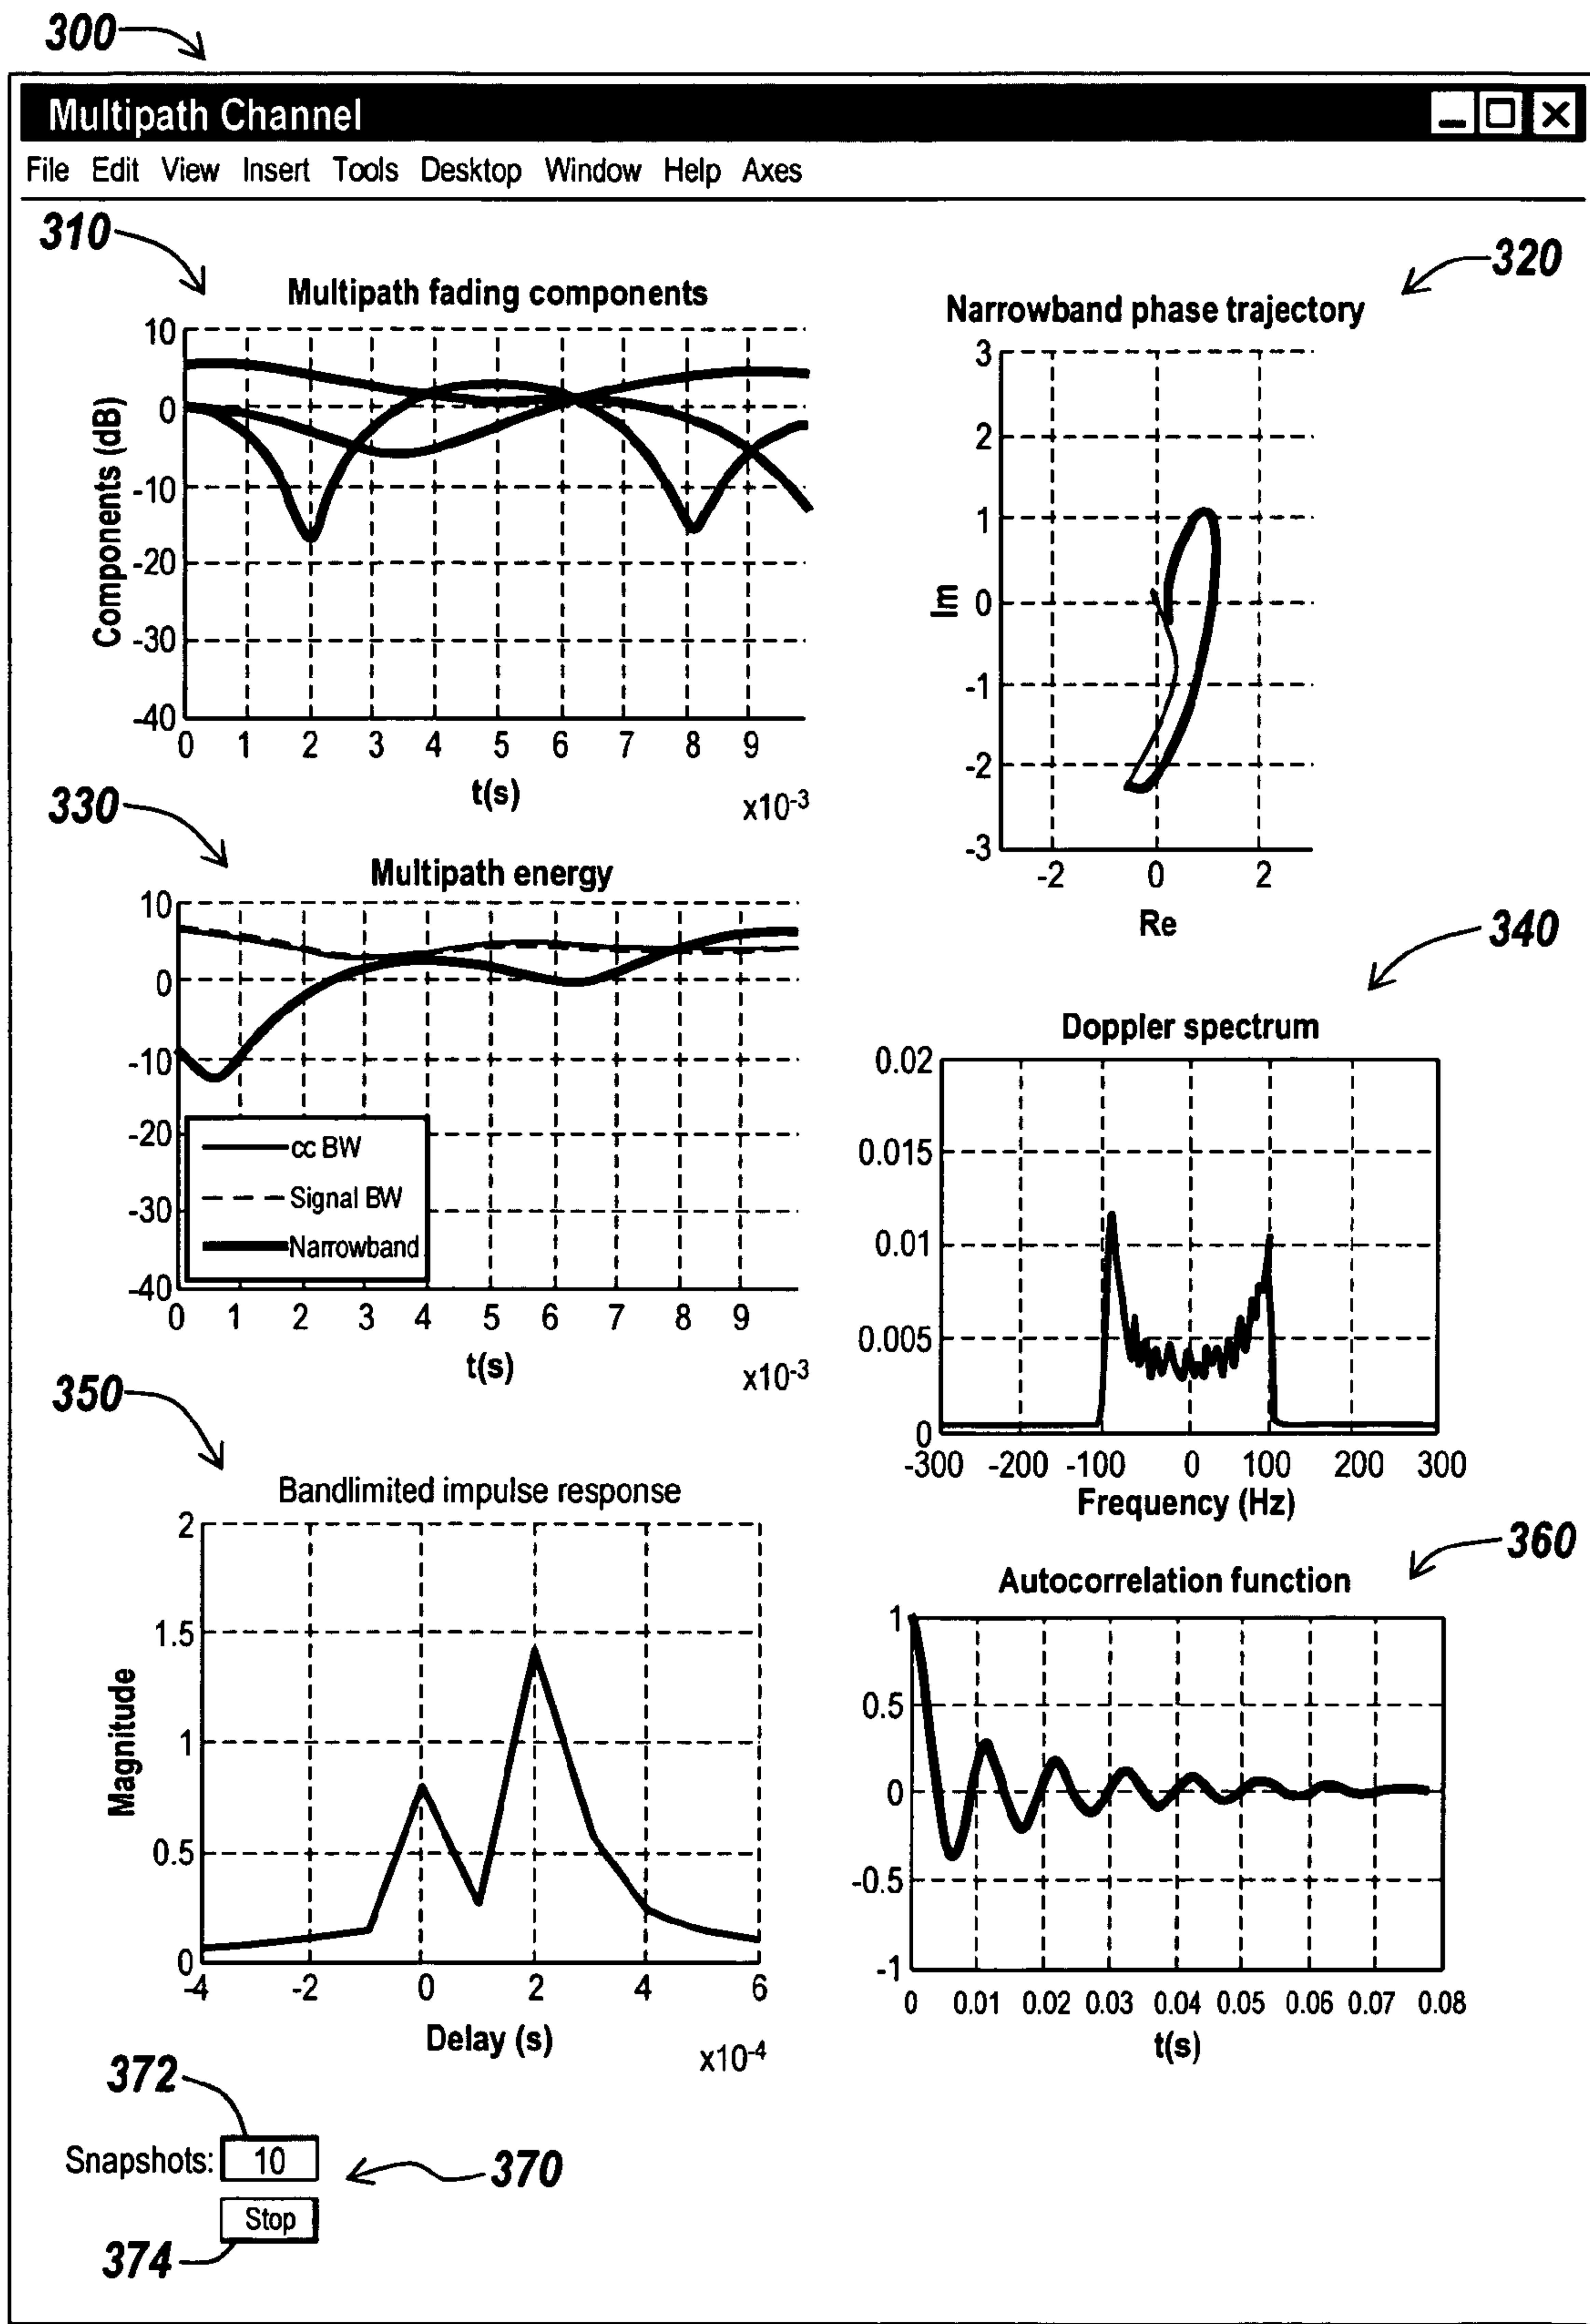 300
Multipath Channel
File Edit View Insert Tools Desktop Window Help Axes
310
Multipath fading components
10
0
-10
-20
-30
-40
Components (dB)
0 1 2 3 4 5 6 7 8 9
t(s)
x10-3
320
Narrowband phase trajectory
3
2
1
0
-1
-2
-3
Im
-2 0 2
Re
330
Multipath energy
10
0
-10
-20
-30
-40
cc BW
Signal BW
Narrowband
0 1 2 3 4 5 6 7 8 9
t(s)
x10-3
340
Doppler spectrum
0.02
0.015
0.01
0.005
0
-300 -200 -100 0 100 200 300
Frequency (Hz)
350
Bandlimited impulse response
2
1.5
1
0.5
0
Magnitude
-4 -2 0 2 4 6
Delay (s)
x10-4
360
Autocorrelation function
1
0.5
0
-0.5
-1
0 0.01 0.02 0.03 0.04 0.05 0.06 0.07 0.08
t(s)
372
Snapshots: 10
370
Stop
374